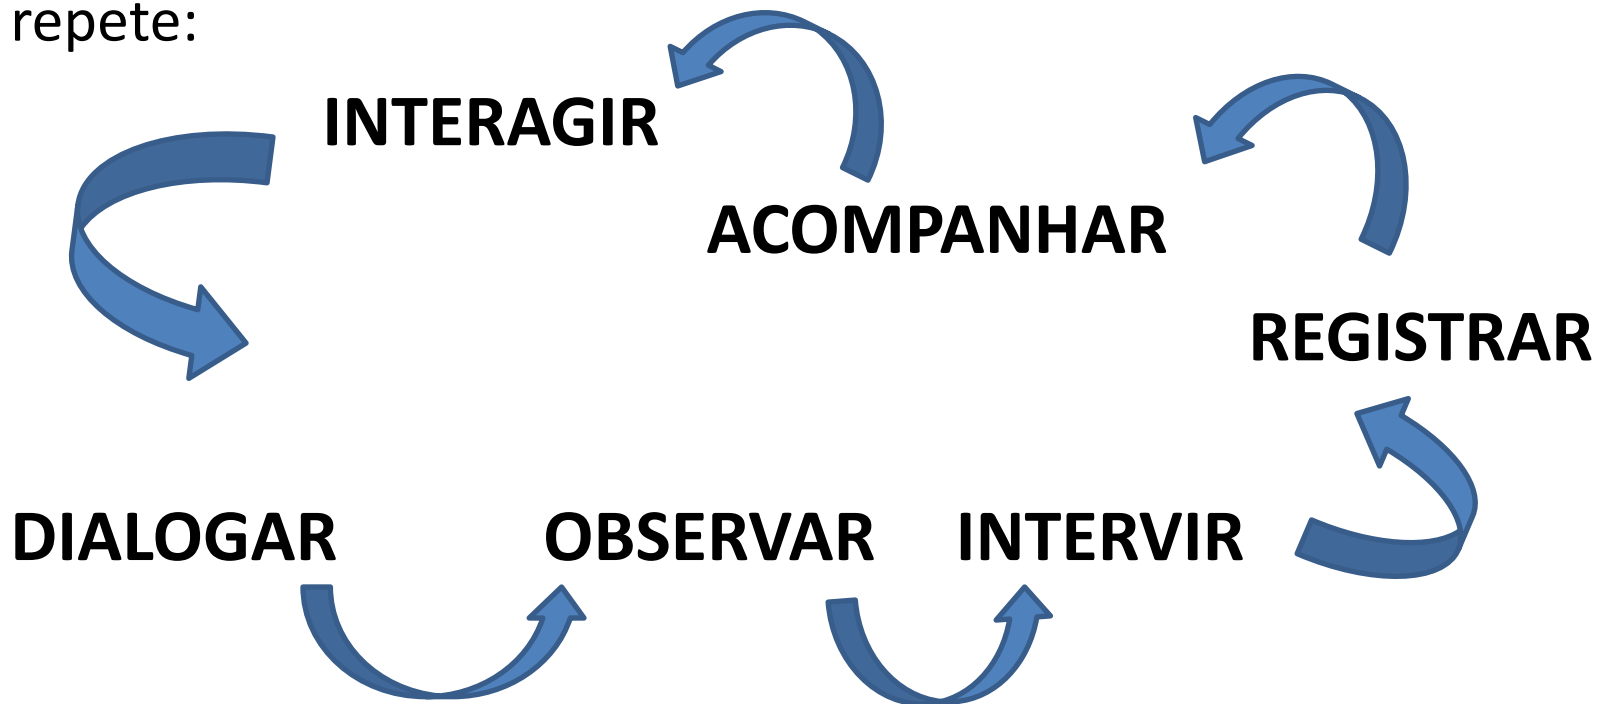 repete:
INTERAGIR
ACOMPANHAR
REGISTRAR
DIALOGAR OBSERVAR INTERVIR